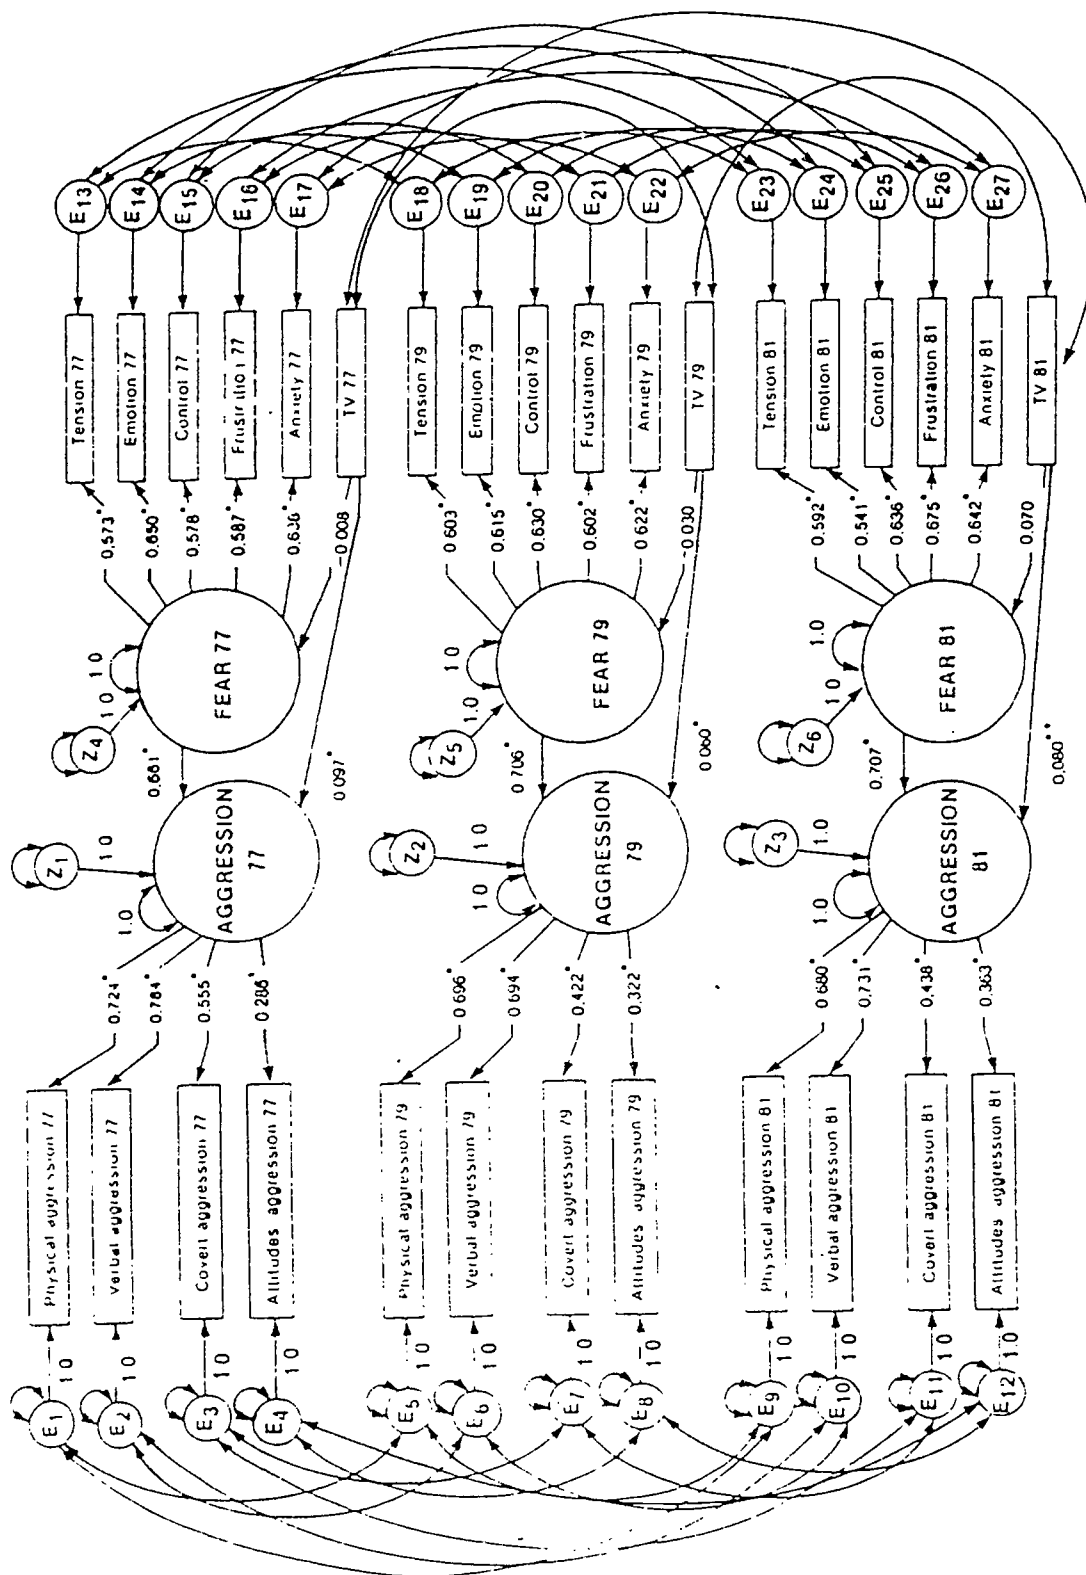 E13
E14
E15
E16
E17
E18
E19
E20
E21
E22
E23
E24
E25
E26
E27
Tension 77
Emotion 77
Control 77
77
Anxiety 77
TV 77
Tension 79
Emotion 79
Control 79
Frustration 79
Anxiety 79
TV 79
Tension 81
Emotion 81
Control 81
Frustration 81
Anxiety 81
TV 81
0.573*
0.650*
0.578*
0.587*
-0.008
0.603*
0.615*
0.630*
0.602*
0.622*
-0.030
0.592*
0.541*
0.636*
0.675*
0.642*
0.070
Z4
1 0
1 0
FEAR 77
Z5
1 0
1.0
FEAR 79
Z6
1.0
1 0
FEAR 81
0.681*
0.097*
0.706*
0.060*
0.707*
0.080**
Z1
1 0
1.0
AGGRESSION
77
Z2
1 0
1 0
AGGRESSION
79
Z3
1.0
1.0
AGGRESSION
81
0.724*
0.784*
0.555*
0.286*
0.696*
0.694*
0.422*
0.322*
0.680*
0.731*
0.438*
0.363*
Physical aggression 77
Verbal aggression 77
Covert aggression 77
Attitudes aggression 77
Physical aggression 79
Verbal aggression 79
Covert aggression 79
Attitudes aggression 79
Physical aggression 81
Verbal aggression 81
Covert aggression 81
Attitudes aggression 81
1 0
1 0
1 0
1 0
1 0
1 0
1 0
1 0
1 0
1 0
1 0
1.0
E1
E2
E3
E4
E5
E6
E7
E8
E9
E10
E11
E12